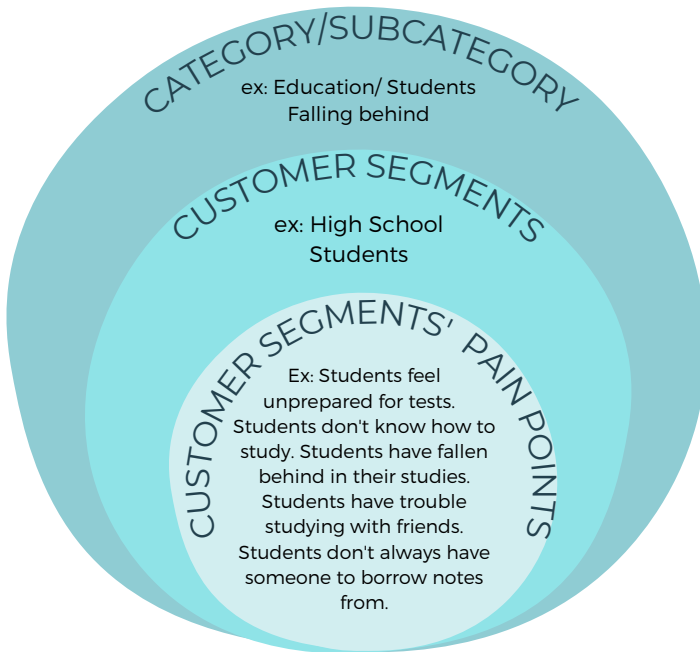 CATEGORY/SUBCATEGORY
ex: Education/ Students
Falling behind
CUSTOMER SEGMENTS
ex: High School
Students
CUSTOMER SEGMENTS' PAIN POINTS
Ex: Students feel
unprepared for tests.
Students don't know how to
study. Students have fallen
behind in their studies.
Students have trouble
studying with friends.
Students don't always have
someone to borrow notes
from.